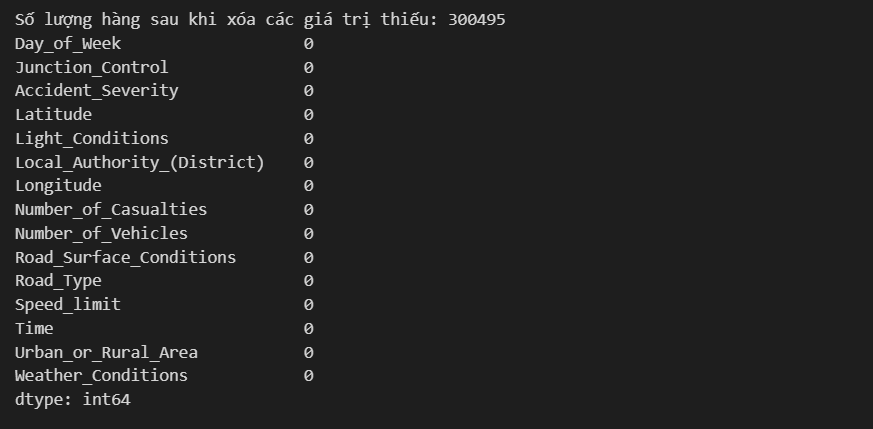 Số lượng hàng sau khi xóa các giá trị thiếu: 300495
Day_of_Week 0
Junction_Control 0
Accident_Severity 0
Latitude 0
Light_Conditions 0
Local_Authority_(District) 0
Longitude 0
Number_of_Casualties 0
Number_of_Vehicles 0
Road_Surface_Conditions 0
Road_Type 0
Speed_limit 0
Time 0
Urban_or_Rural_Area 0
Weather_Conditions 0
dtype: int64